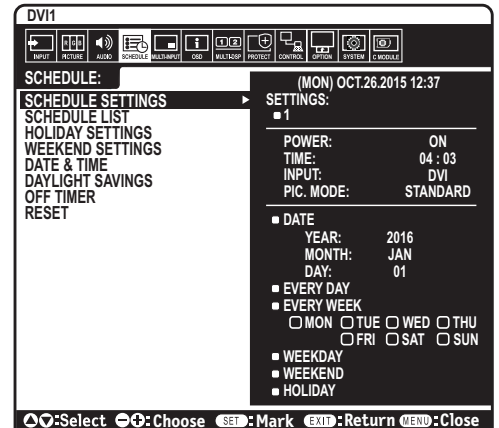 DVI1
INPUT RGB PICTURE AUDIO SCHEDULE MULTI-INPUT OSD 1 2 MULTI-DSP PROTECT CONTROL OPTION SYSTEM C MODULE
SCHEDULE:
SCHEDULE SETTINGS
SCHEDULE LIST
HOLIDAY SETTINGS
WEEKEND SETTINGS
DATE & TIME
DAYLIGHT SAVINGS
OFF TIMER
RESET
(MON) OCT.26.2015 12:37
SETTINGS:
1
POWER: ON
TIME: 04 : 03
INPUT: DVI
PIC. MODE: STANDARD
DATE
YEAR: 2016
MONTH: JAN
DAY: 01
EVERY DAY
EVERY WEEK
MON TUE WED THU
FRI SAT SUN
WEEKDAY
WEEKEND
HOLIDAY
:Select :Choose SET :Mark EXIT :Return MENU :Close